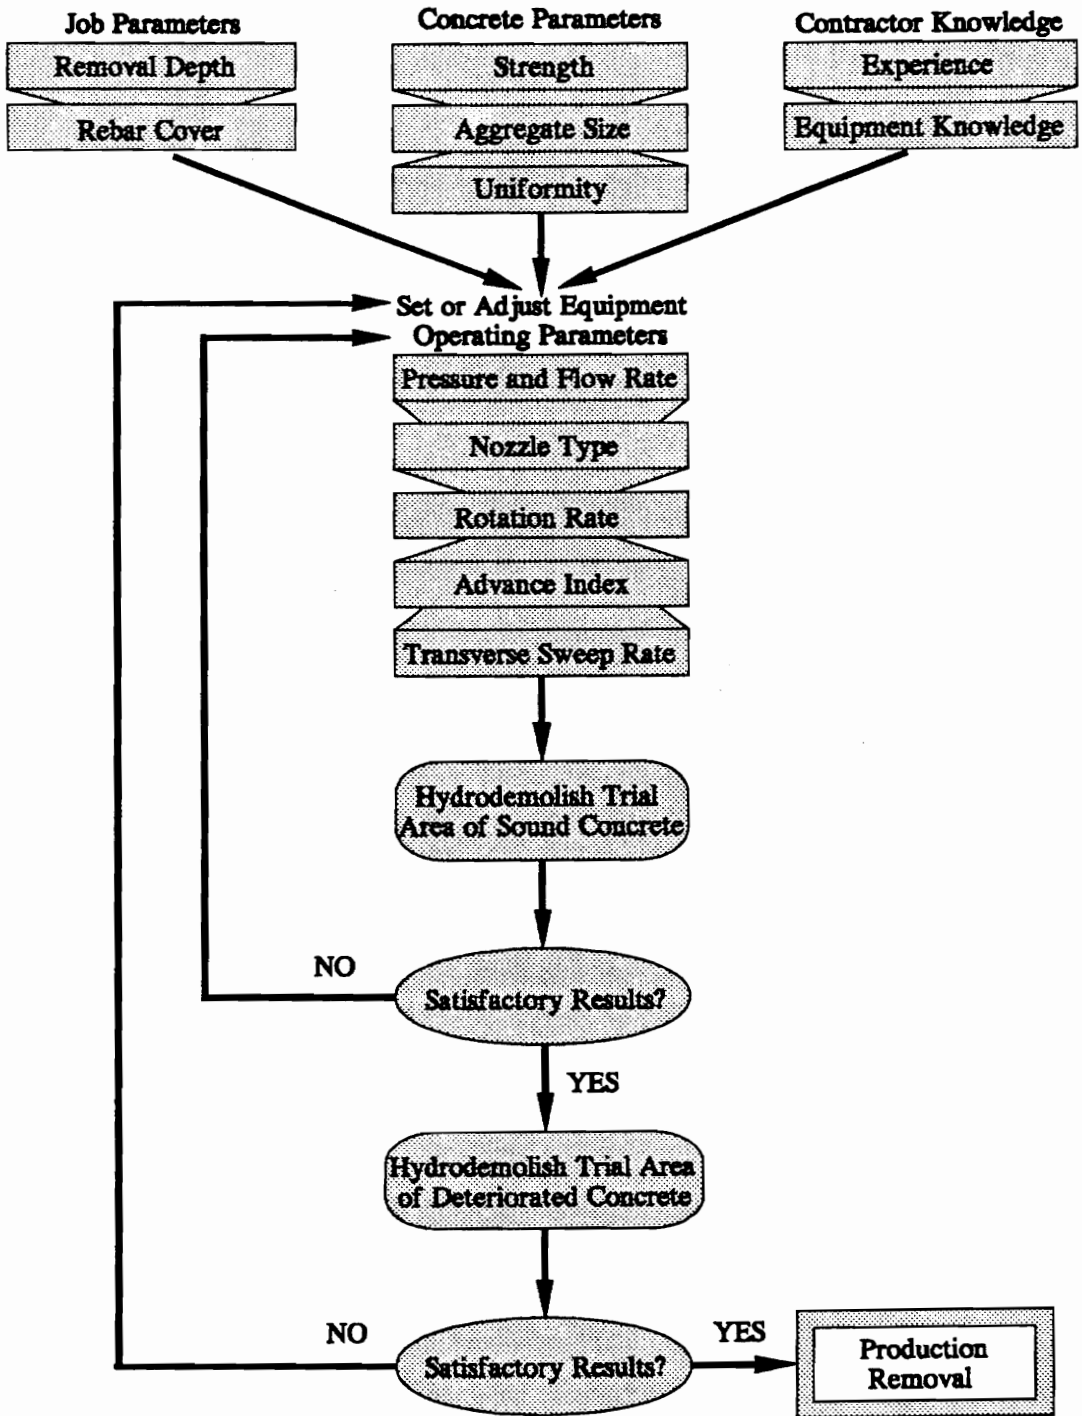 Job Parameters
Removal Depth
Rebar Cover
Concrete Parameters
Strength
Aggregate Size
Uniformity
Contractor Knowledge
Experience
Equipment Knowledge
Set or Adjust Equipment
Operating Parameters
Pressure and Flow Rate
Nozzle Type
Rotation Rate
Advance Index
Transverse Sweep Rate
Hydrodemolish Trial
Area of Sound Concrete
NO
Satisfactory Results?
YES
Hydrodemolish Trial Area
of Deteriorated Concrete
NO
Satisfactory Results?
YES
Production
Removal